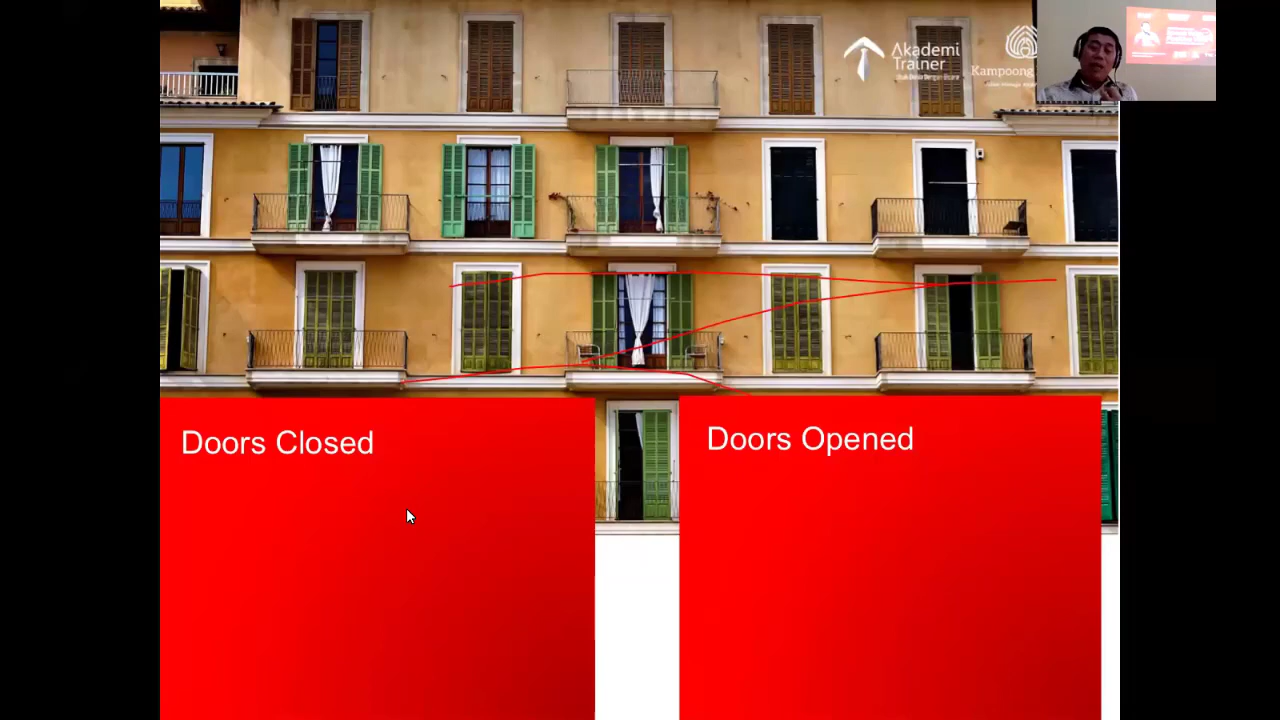 Akademi
Trainer
Kampoong
Doors Closed
Doors Opened